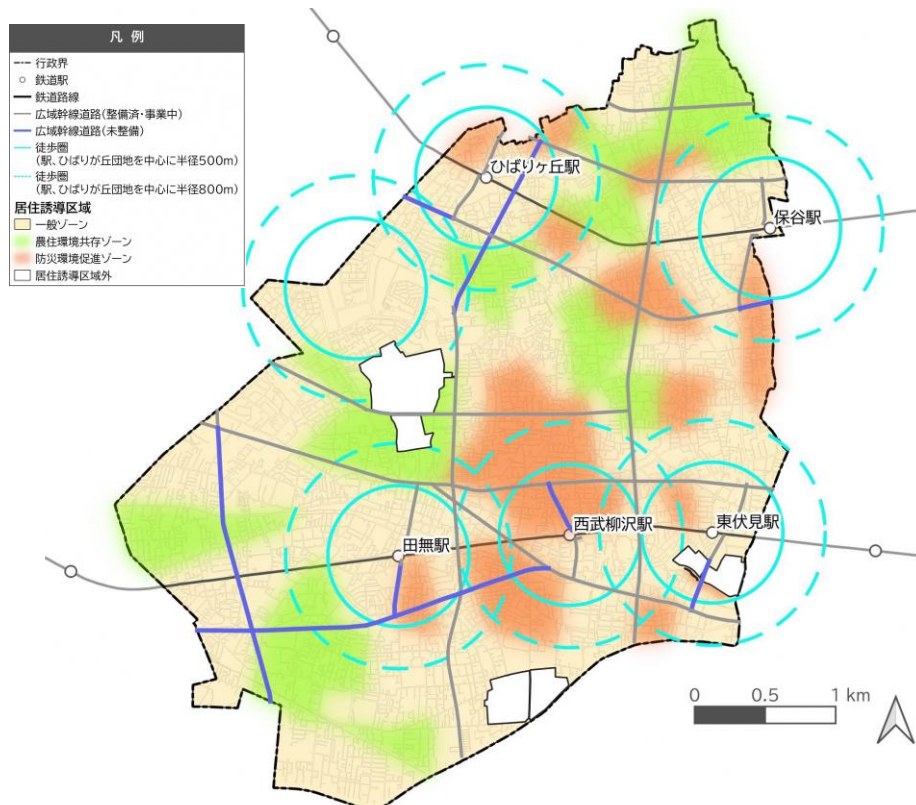 凡 例
行政界
鉄道駅
鉄道路線
広域幹線道路(整備済・事業中)
広域幹線道路(未整備)
徒歩圏
(駅、ひばりが丘団地を中心に半径500m)
徒歩圏
(駅、ひばりが丘団地を中心に半径800m)
居住誘導区域
一般ゾーン
農住環境共存ゾーン
防災環境促進ゾーン
居住誘導区域外
ひばりヶ丘駅
保谷駅
西武柳沢駅
東伏見駅
田無駅
0 0.5 1 km